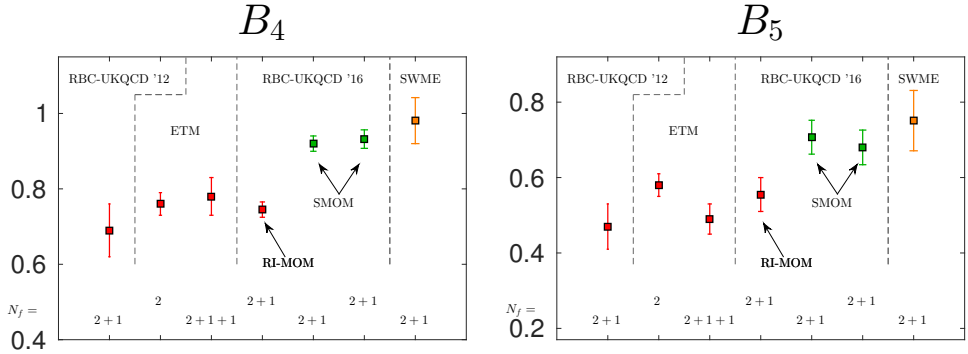 B4
RBC-UKQCD '12
RBC-UKQCD '16
SWME
ETM
1
0.8
0.6
0.4
SMOM
RI-MOM
N_f =
2 + 1
2
2 + 1 + 1
2 + 1
2 + 1
2 + 1
2 + 1
B5
RBC-UKQCD '12
RBC-UKQCD '16
SWME
ETM
0.8
0.6
0.4
0.2
SMOM
RI-MOM
N_f =
2 + 1
2
2 + 1 + 1
2 + 1
2 + 1
2 + 1
2 + 1